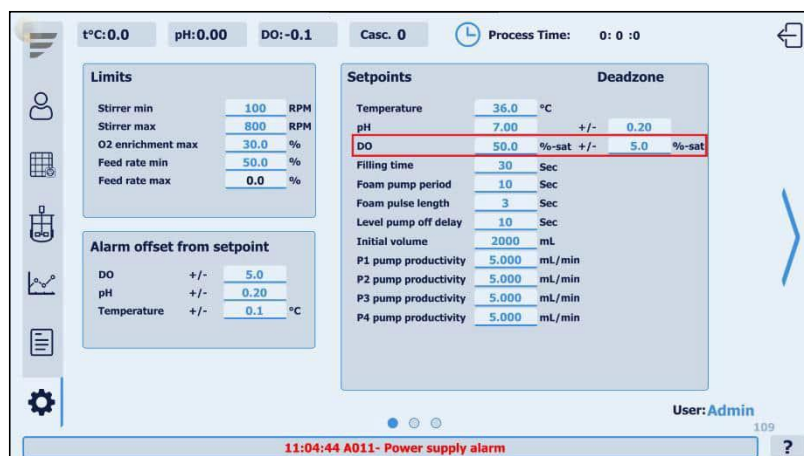 t°C:0.0 pH:0.00 DO:-0.1 Casc. 0 Process Time: 0: 0 :0
Limits
Stirrer min 100 RPM
Stirrer max 800 RPM
O2 enrichment max 30.0 %
Feed rate min 50.0 %
Feed rate max 0.0 %
Alarm offset from setpoint
DO +/- 5.0
pH +/- 0.20
Temperature +/- 0.1 °C
Setpoints Deadzone
Temperature 36.0 °C
pH 7.00 +/- 0.20
DO 50.0 %-sat +/- 5.0 %-sat
Filling time 30 Sec
Foam pump period 10 Sec
Foam pulse length 3 Sec
Level pump off delay 10 Sec
Initial volume 2000 mL
P1 pump productivity 5.000 mL/min
P2 pump productivity 5.000 mL/min
P3 pump productivity 5.000 mL/min
P4 pump productivity 5.000 mL/min
User: Admin
109
11:04:44 A011- Power supply alarm ?